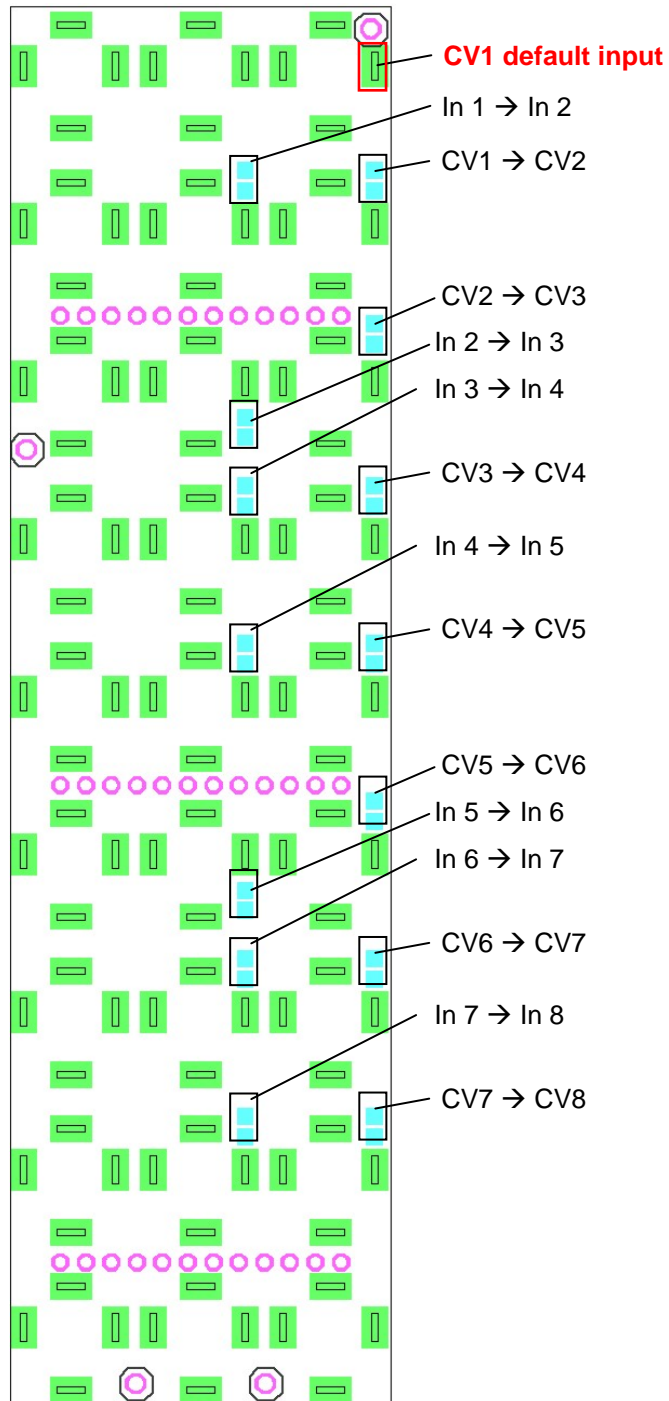 CV1 default input
In 1 → In 2
CV1 → CV2
CV2 → CV3
In 2 → In 3
In 3 → In 4
CV3 → CV4
In 4 → In 5
CV4 → CV5
CV5 → CV6
In 5 → In 6
In 6 → In 7
CV6 → CV7
In 7 → In 8
CV7 → CV8